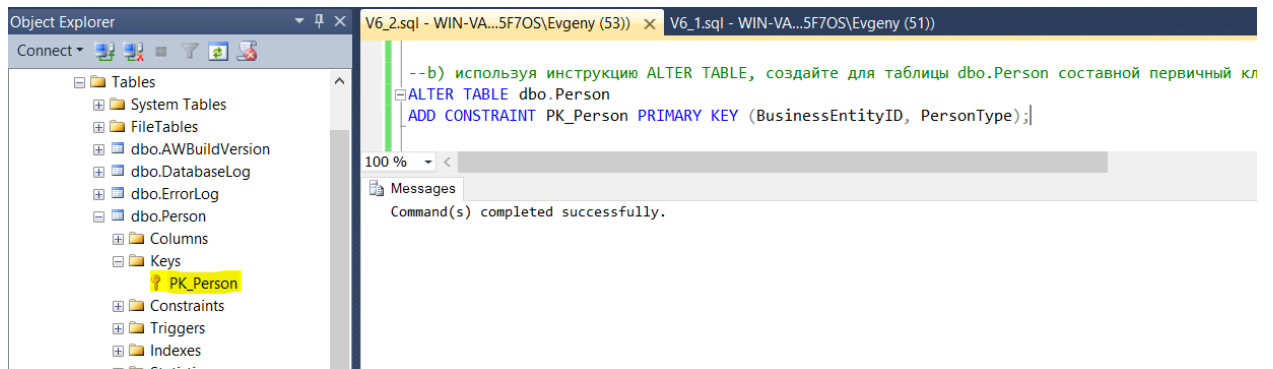 Object Explorer
Connect
Tables
System Tables
FileTables
dbo.AWBuildVersion
dbo.DatabaseLog
dbo.ErrorLog
dbo.Person
Columns
Keys
PK_Person
Constraints
Triggers
Indexes
V6_2.sql - WIN-VA...5F7OS\Evgeny (53)) V6_1.sql - WIN-VA...5F7OS\Evgeny (51))
--b) используя инструкцию ALTER TABLE, создайте для таблицы dbo.Person составной первичный кл
ALTER TABLE dbo.Person
ADD CONSTRAINT PK_Person PRIMARY KEY (BusinessEntityID, PersonType);
100 %
Messages
Command(s) completed successfully.